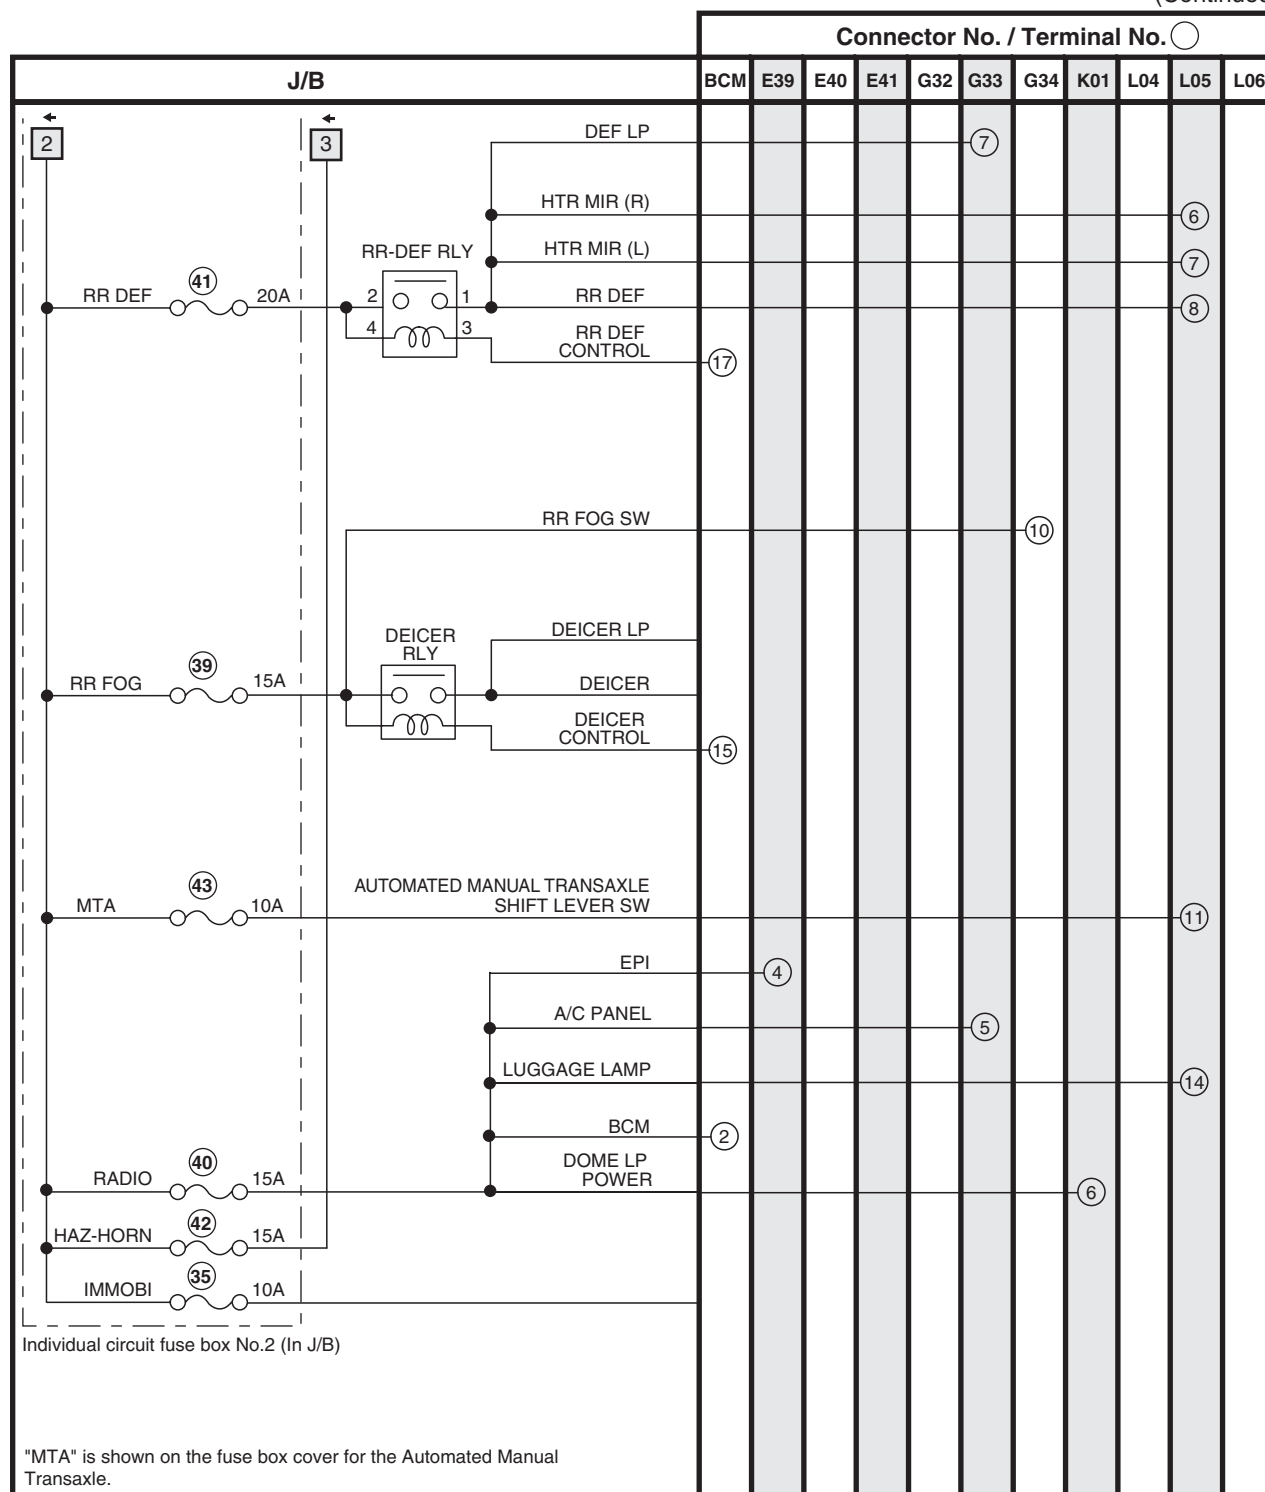 (Continued
Connector No. / Terminal No.
J/B
BCM E39 E40 E41 G32 G33 G34 K01 L04 L05 L06
2
3
DEF LP
7
HTR MIR (R)
6
HTR MIR (L)
7
RR-DEF RLY
41
RR DEF
20A
2
1
RR DEF
8
4
3
RR DEF
CONTROL
17
RR FOG SW
10
DEICER
RLY
DEICER LP
39
RR FOG
15A
DEICER
DEICER
CONTROL
15
43
MTA
10A
AUTOMATED MANUAL TRANSAXLE
SHIFT LEVER SW
11
EPI
4
A/C PANEL
5
LUGGAGE LAMP
14
BCM
2
DOME LP
POWER
6
40
RADIO
15A
42
HAZ-HORN
15A
35
IMMOBI
10A
Individual circuit fuse box No.2 (In J/B)
"MTA" is shown on the fuse box cover for the Automated Manual
Transaxle.